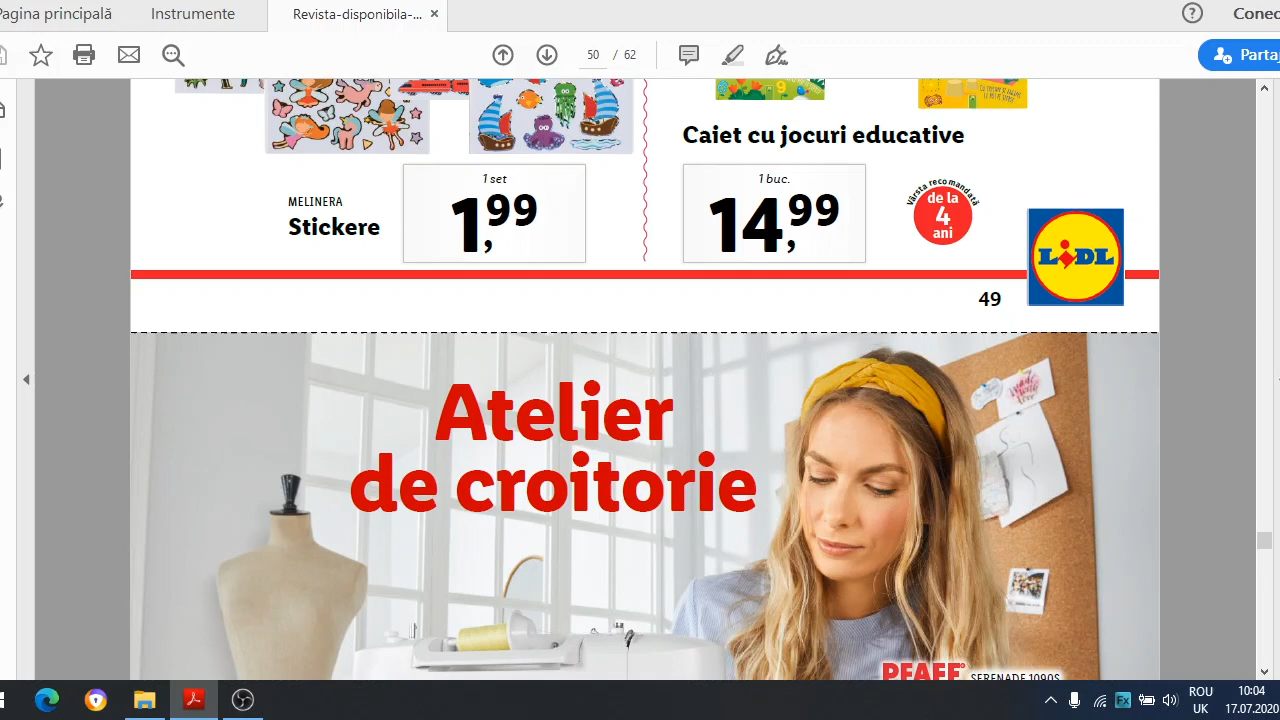 Pagina principală
Instrumente
Revista-disponibila-...
Conec
50 / 62
Partaj
9
Caiet cu jocuri educative
MELINERA
Stickere
1 set
1,99
1 buc.
14,99
Vârsta recomandată
de la
4
ani
LIDL
49
Atelier
de croitorie
PFAFF®
SERENADE 1090S
ROU
UK
10:04
17.07.2020